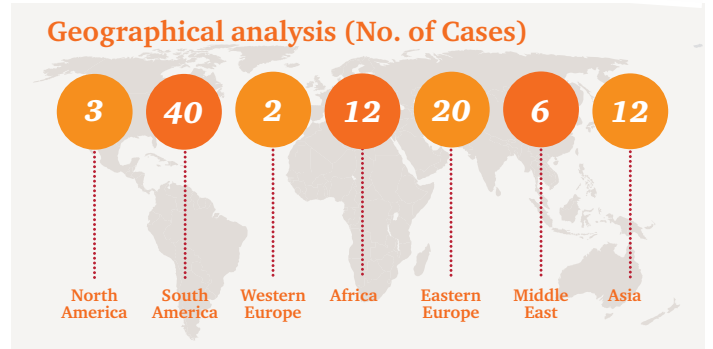 Geographical analysis (No. of Cases)
3
40
2
12
20
6
12
North
America
South
America
Western
Europe
Africa
Eastern
Europe
Middle
East
Asia